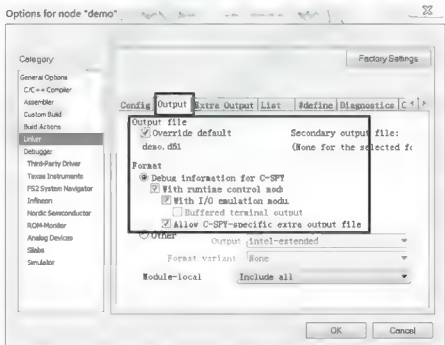 Options for node "demo"
Category
Factory Settings
General Options
C/C++ Compiler
Assembler
Custom Build
Build Actions
Linker
Debugger
Third-Party Driver
Texas Instruments
FS2 System Navigator
Infineon
Nordic Semiconductor
ROM-Monitor
Analog Devices
Silabs
Simulator
Config Output Extra Output List #define Diagnostics C
Output file
Override default
Secondary output file:
demo.d51
(None for the selected fo
Format
Debug information for C-SPY
With runtime control modu
With I/O emulation modu
Buffered terminal output
Allow C-SPY-specific extra output file
Other
Output intel-extended
Format variant None
Module-local Include all
OK Cancel